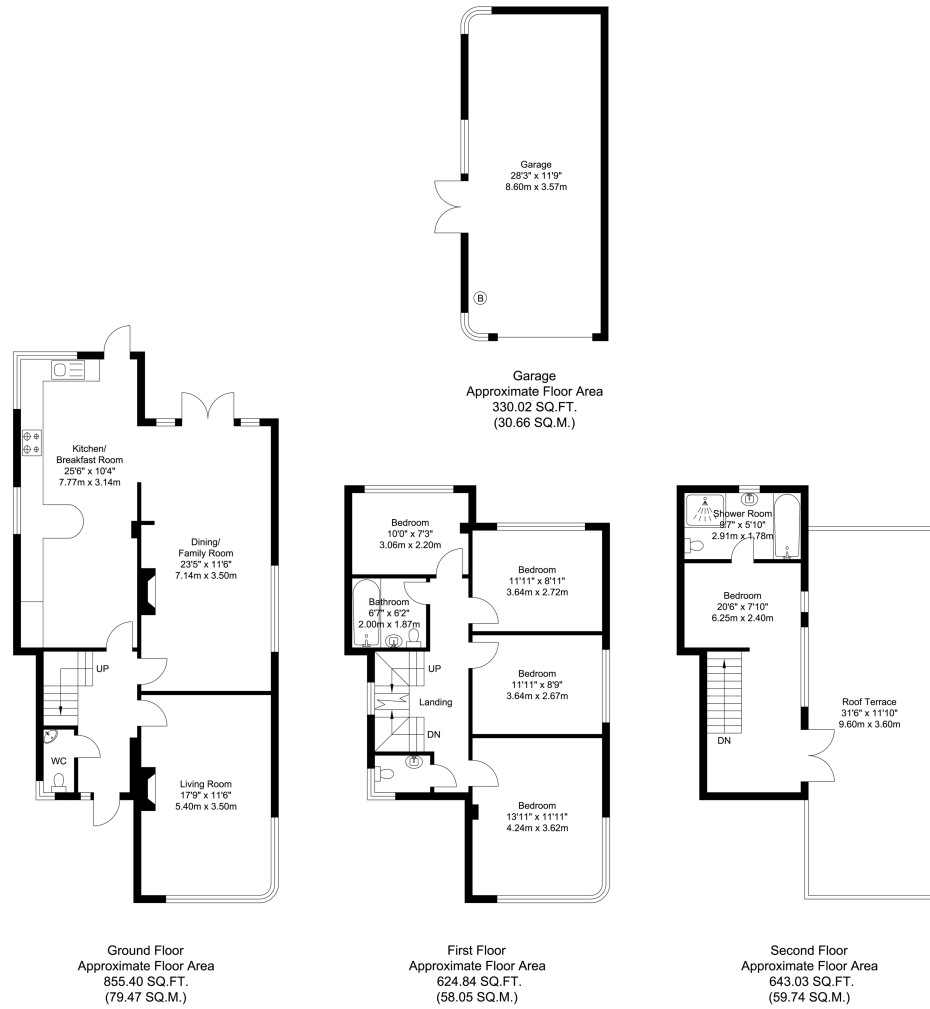 Garage
28'3" x 11'9"
8.60m x 3.57m
B
Garage
Approximate Floor Area
330.02 SQ.FT.
(30.66 SQ.M.)
Kitchen/
Breakfast Room
25'6" x 10'4"
7.77m x 3.14m
Dining/
Family Room
23'5" x 11'6"
7.14m x 3.50m
UP
WC
Living Room
17'9" x 11'6"
5.40m x 3.50m
Ground Floor
Approximate Floor Area
855.40 SQ.FT.
(79.47 SQ.M.)
Bedroom
10'0" x 7'3"
3.06m x 2.20m
Bedroom
11'11" x 8'11"
3.64m x 2.72m
Bathroom
6'7" x 6'2"
2.00m x 1.87m
UP
Landing
DN
Bedroom
11'11" x 8'9"
3.64m x 2.67m
Bedroom
13'11" x 11'11"
4.24m x 3.62m
First Floor
Approximate Floor Area
624.84 SQ.FT.
(58.05 SQ.M.)
Shower Room
9'7" x 5'10"
2.91m x 1.78m
Bedroom
20'6" x 7'10"
6.25m x 2.40m
DN
Roof Terrace
31'6" x 11'10"
9.60m x 3.60m
Second Floor
Approximate Floor Area
643.03 SQ.FT.
(59.74 SQ.M.)